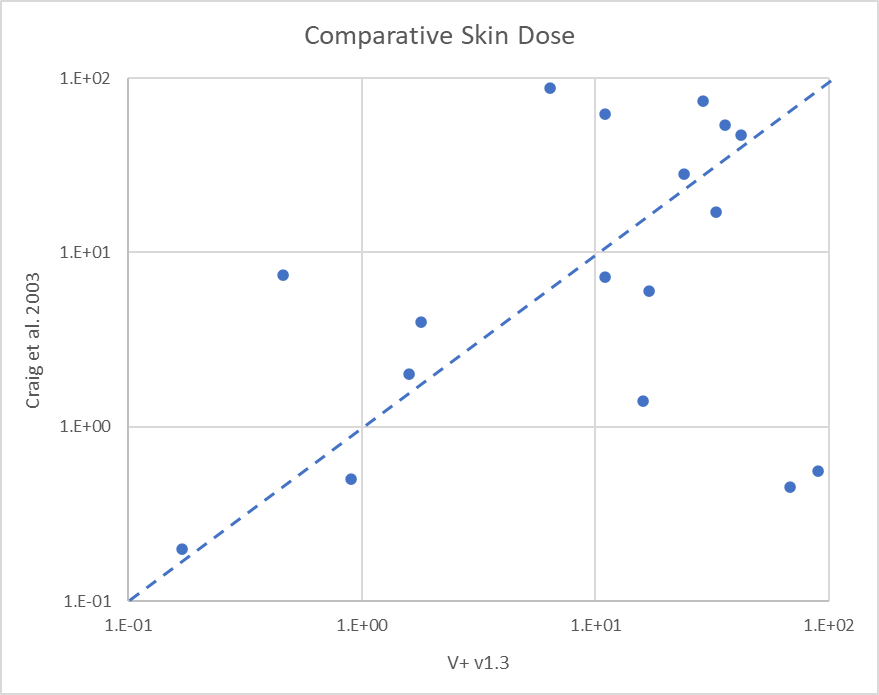 Comparative Skin Dose
1.E+02
1.E+01
1.E+00
1.E-01
Craig et al. 2003
1.E-01
1.E+00
1.E+01
1.E+02
V+ v1.3